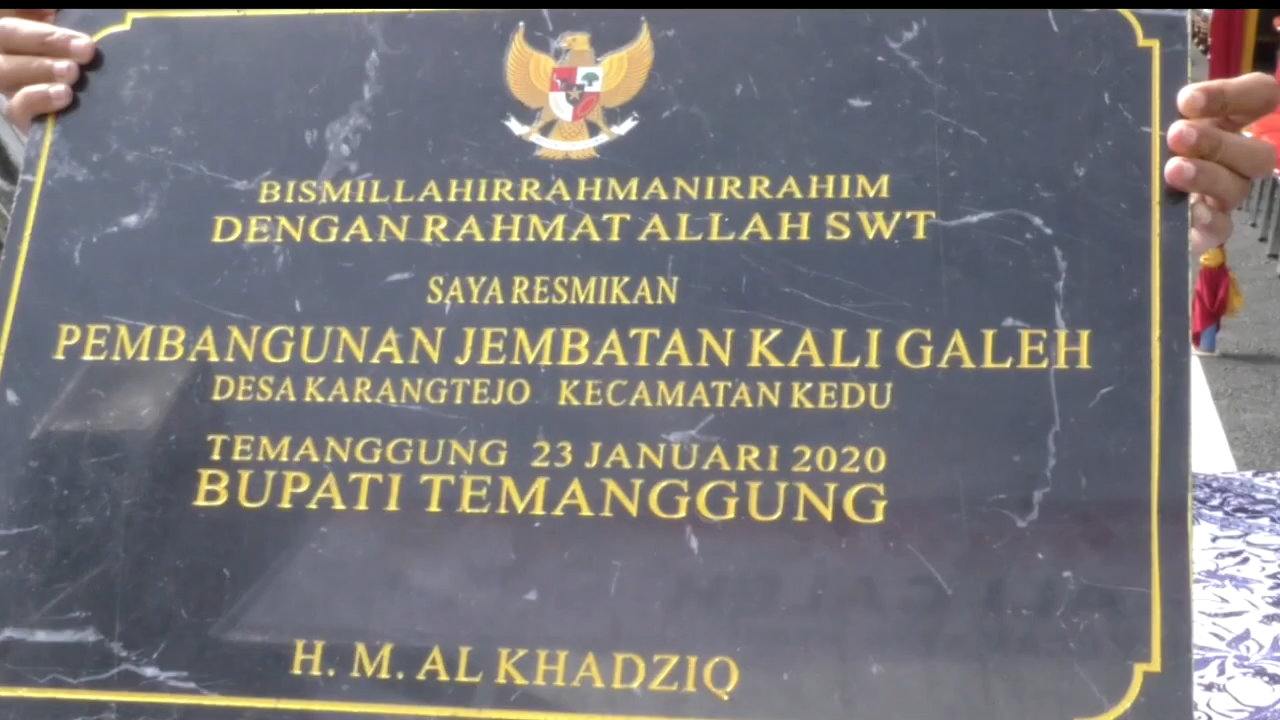 BISMILLAHIRRAHMANIRRAHIM
DENGAN RAHMAT ALLAH SWT
SAYA RESMIKAN
PEMBANGUNAN JEMBATAN KALI GALEH
DESA KARANGTEJO KECAMATAN KEDU
TEMANGGUNG 23 JANUARI 2020
BUPATI TEMANGGUNG
H. M. AL KHADZIQ